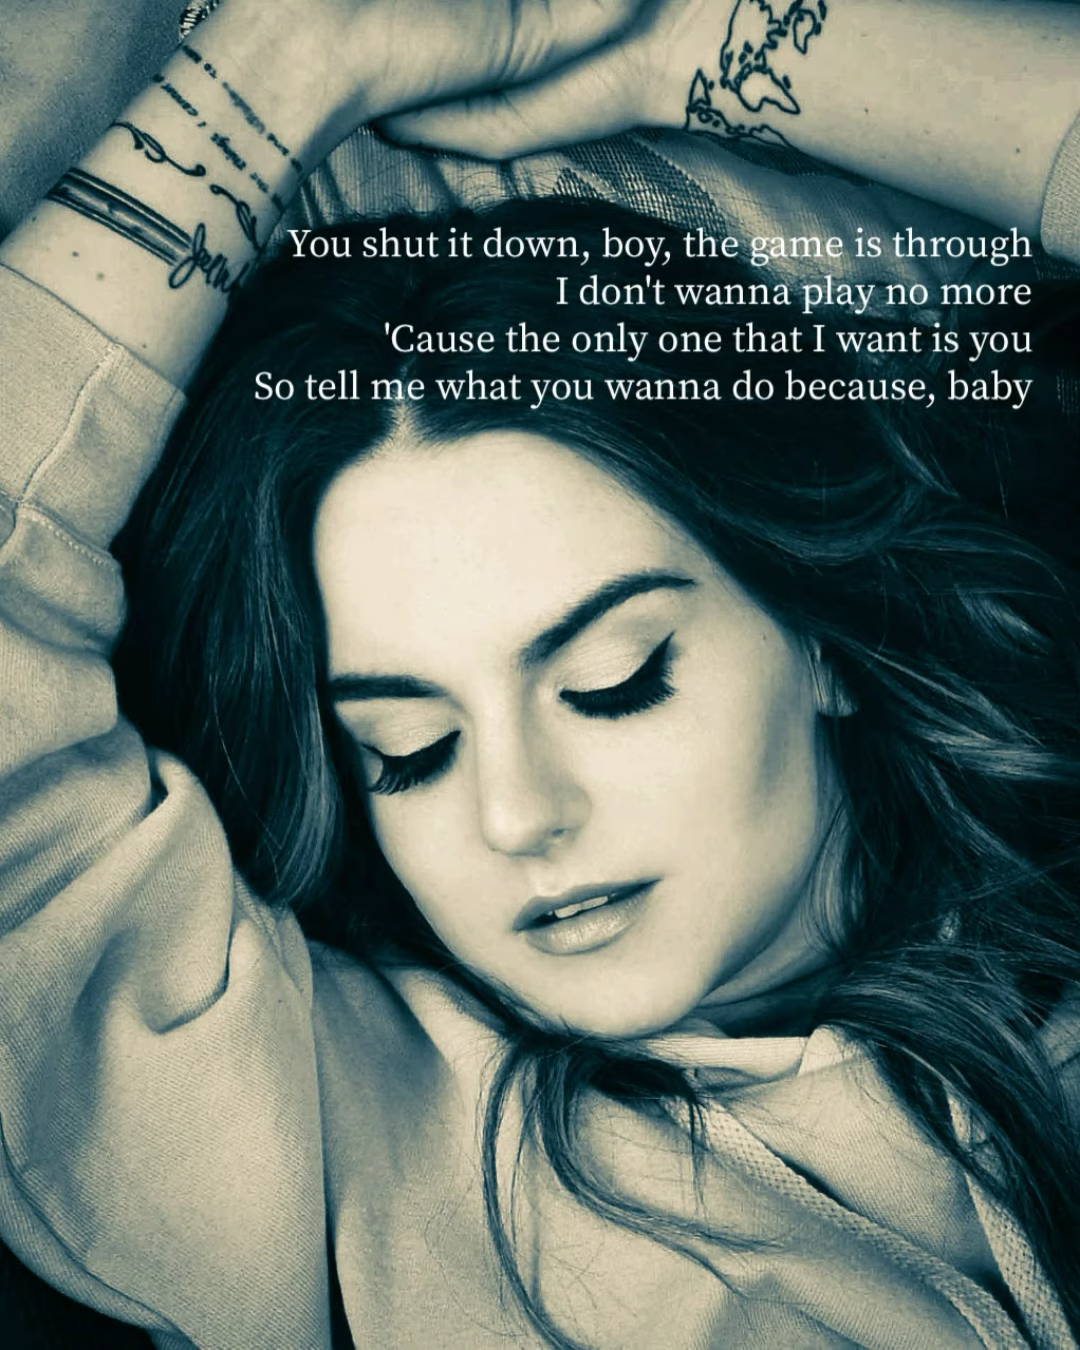 You shut it down, boy, the game is through
I don't wanna play no more
'Cause the only one that I want is you
So tell me what you wanna do because, baby